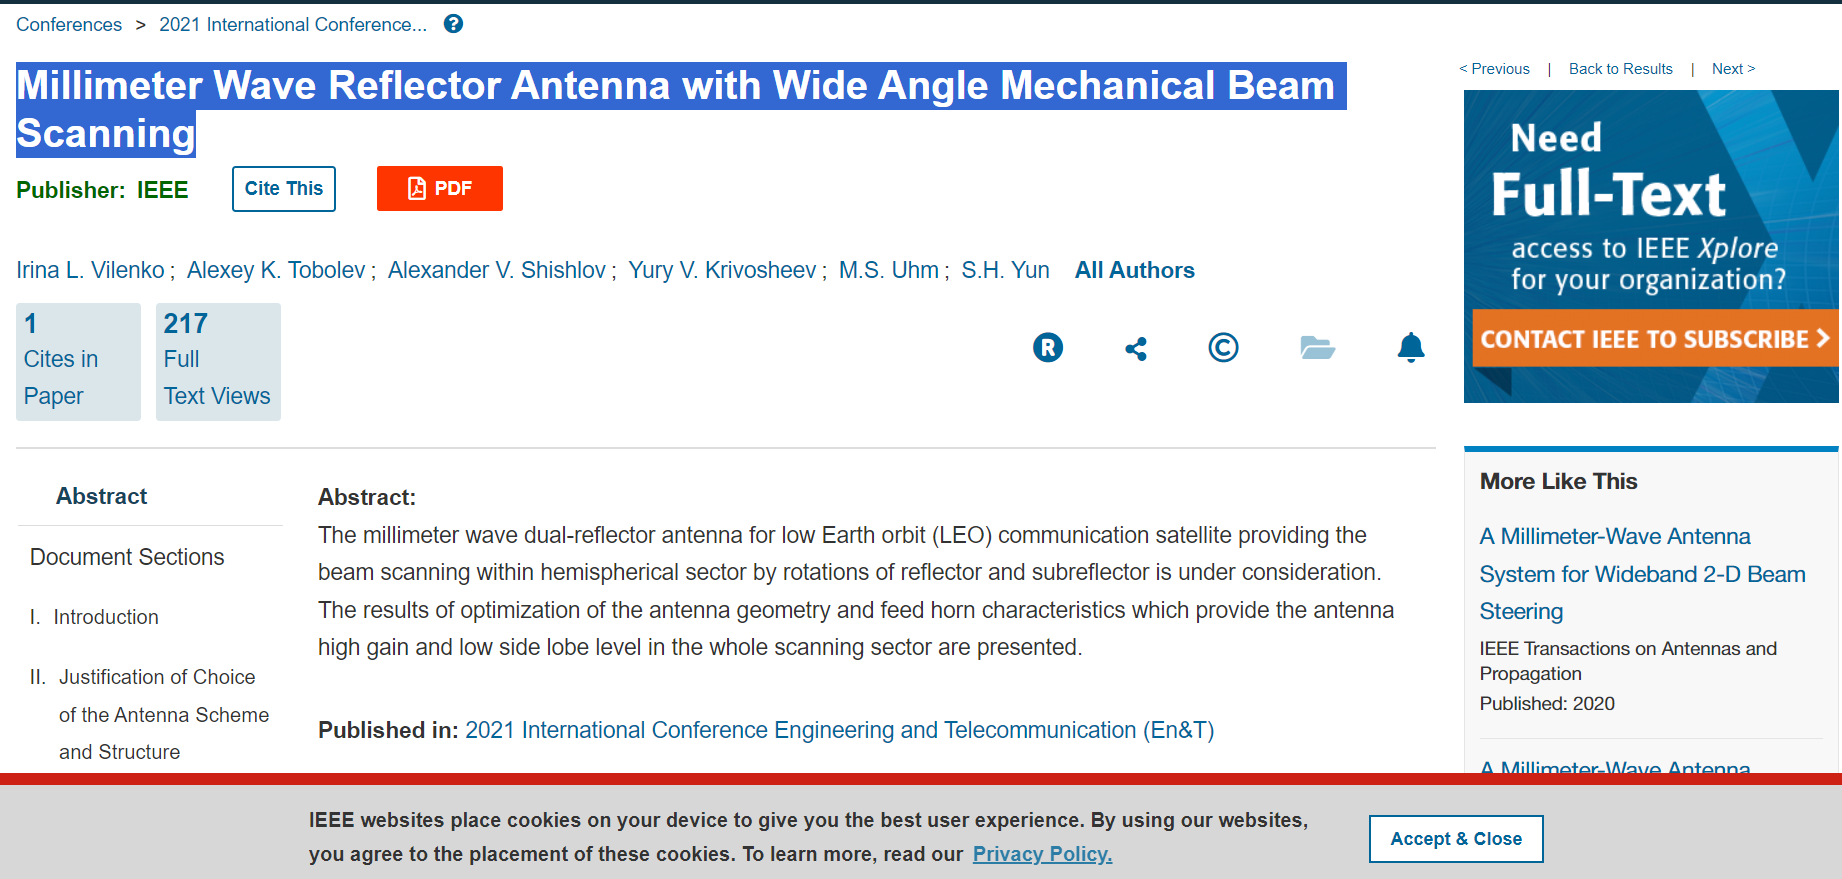 Conferences > 2021 International Conference... ?
Millimeter Wave Reflector Antenna with Wide Angle Mechanical Beam
Scanning
Publisher: IEEE
Cite This
PDF
Irina L. Vilenko ; Alexey K. Tobolev ; Alexander V. Shishlov ; Yury V. Krivosheev ; M.S. Uhm ; S.H. Yun All Authors
1
Cites in
Paper
217
Full
Text Views
R
©
Abstract
Document Sections
I. Introduction
II. Justification of Choice
of the Antenna Scheme
and Structure
Abstract:
The millimeter wave dual-reflector antenna for low Earth orbit (LEO) communication satellite providing the
beam scanning within hemispherical sector by rotations of reflector and subreflector is under consideration.
The results of optimization of the antenna geometry and feed horn characteristics which provide the antenna
high gain and low side lobe level in the whole scanning sector are presented.
Published in: 2021 International Conference Engineering and Telecommunication (En&T)
< Previous | Back to Results | Next >
Need
Full-Text
access to IEEE Xplore
for your organization?
CONTACT IEEE TO SUBSCRIBE >
More Like This
A Millimeter-Wave Antenna
System for Wideband 2-D Beam
Steering
IEEE Transactions on Antennas and
Propagation
Published: 2020
A Millimeter-Wave Antenna
IEEE websites place cookies on your device to give you the best user experience. By using our websites,
you agree to the placement of these cookies. To learn more, read our Privacy Policy.
Accept & Close